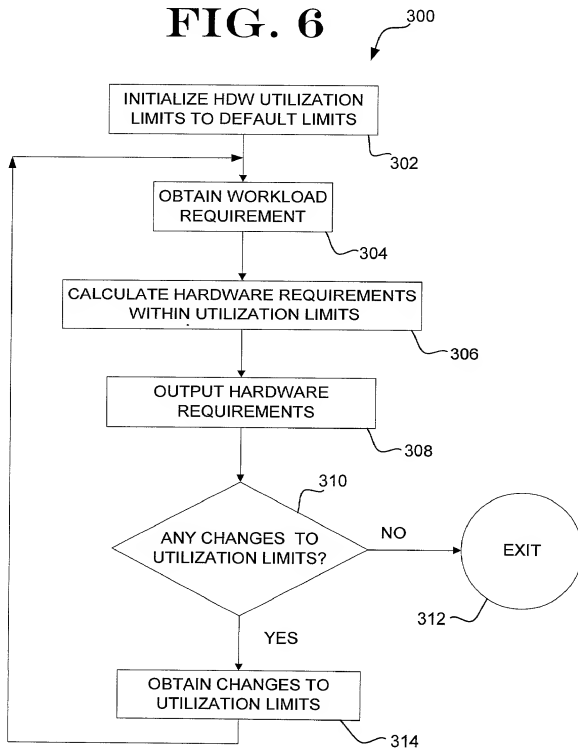 FIG. 6
300
INITIALIZE HDW UTILIZATION
LIMITS TO DEFAULT LIMITS
302
OBTAIN WORKLOAD
REQUIREMENT
304
CALCULATE HARDWARE REQUIREMENTS
WITHIN UTILIZATION LIMITS
306
OUTPUT HARDWARE
REQUIREMENTS
308
310
ANY CHANGES TO
UTILIZATION LIMITS?
NO
EXIT
312
YES
OBTAIN CHANGES TO
UTILIZATION LIMITS
314